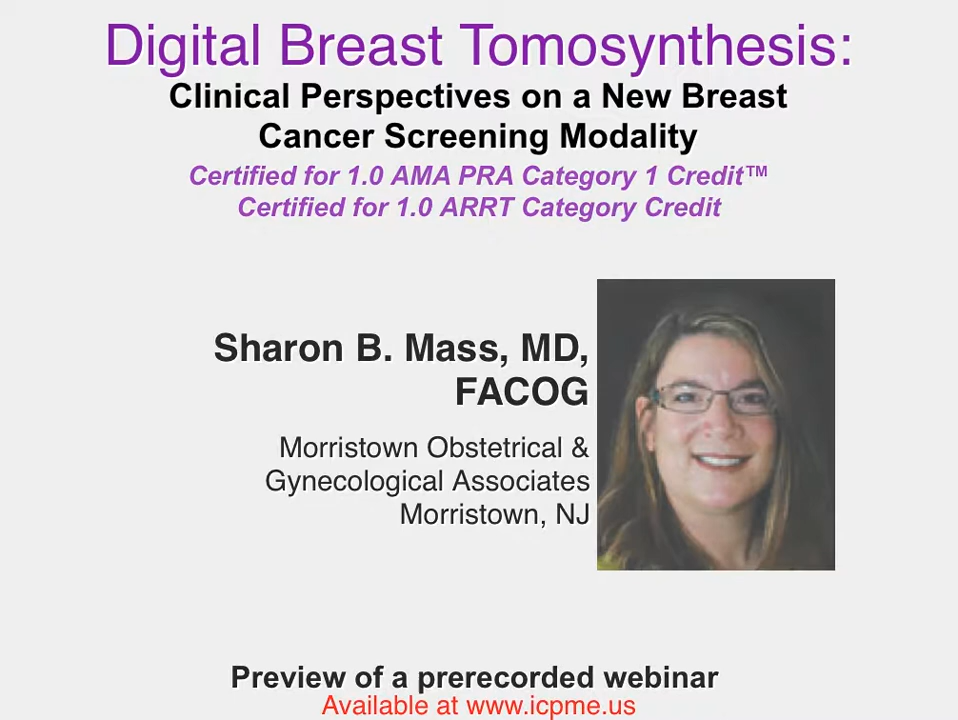 Digital Breast Tomosynthesis:
Clinical Perspectives on a New Breast
Cancer Screening Modality
Certified for 1.0 AMA PRA Category 1 Credit™
Certified for 1.0 ARRT Category Credit
Sharon B. Mass, MD,
FACOG
Morristown Obstetrical &
Gynecological Associates
Morristown, NJ
Preview of a prerecorded webinar
Available at www.icpme.us